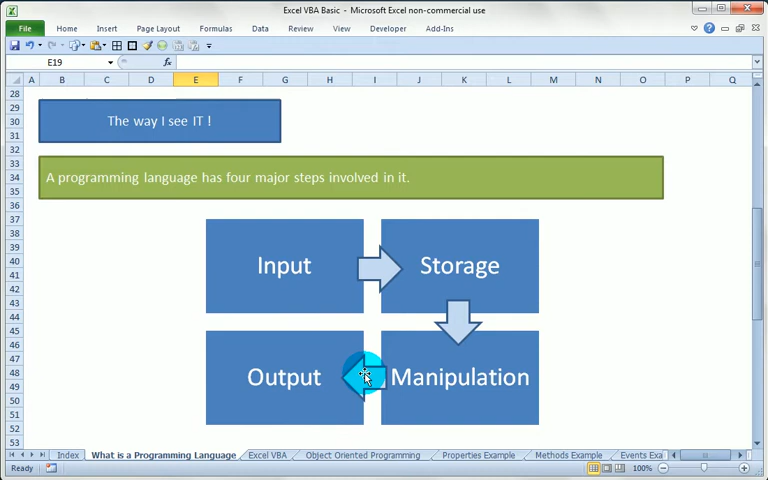 Excel VBA Basic - Microsoft Excel non-commercial use
File Home Insert Page Layout Formulas Data Review View Developer Add-Ins
E19 fx
A B C D E F G H I J K L M N O P Q
28
29
30
31
32
33
34
35
36
37
38
39
40
41
42
43
44
45
46
47
48
49
50
51
52
53
The way I see IT !
A programming language has four major steps involved in it.
Input Storage
Output Manipulation
Index What is a Programming Language Excel VBA Object Oriented Programming Properties Example Methods Example Events Exa
Ready 100%